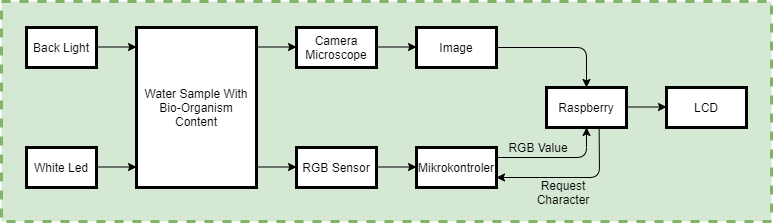 Back Light
Camera
Microscope
Image
Water Sample With
Bio-Organism
Content
Raspberry
LCD
RGB Value
White Led
RGB Sensor
Mikrokontroler
Request
Character